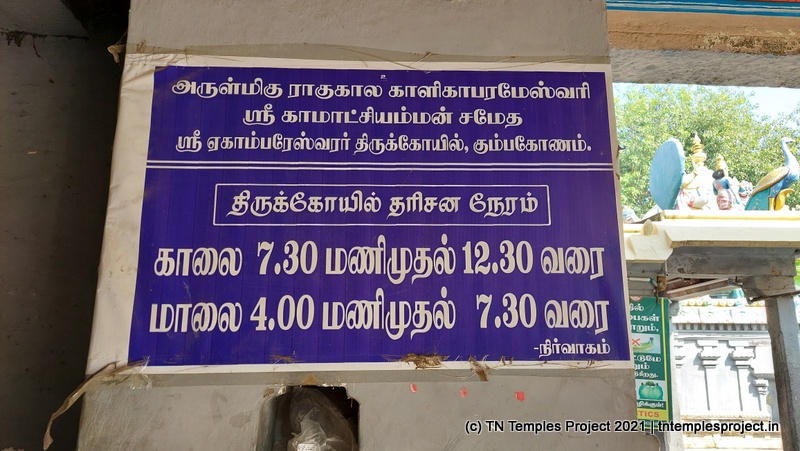 உ
அருள்மிகு ராகுகால காளிகாபரமேஸ்வரி
ஸ்ரீ காமாட்சியம்மன் சமேத
ஸ்ரீ ஏகாம்பரேஸ்வரர் திருக்கோயில், கும்பகோணம்.
திருக்கோயில் தரிசன நேரம்
காலை 7.30 மணிமுதல் 12.30 வரை
மாலை 4.00 மணிமுதல் 7.30 வரை
-நிர்வாகம்
TICS
(c) TN Temples Project 2021 | tntemplesproject.in